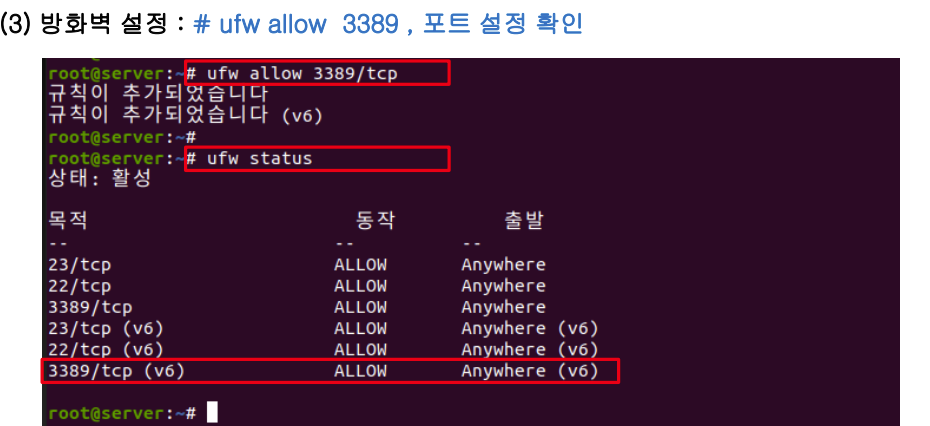 (3) 방화벽 설정 : # ufw allow  3389 , 포트 설정 확인
root@server:~# ufw allow 3389/tcp
규칙이 추가되었습니다
규칙이 추가되었습니다 (v6)
root@server:~#
root@server:~# ufw status
상태: 활성
목적 동작 출발
-- -- --
23/tcp ALLOW Anywhere
22/tcp ALLOW Anywhere
3389/tcp ALLOW Anywhere
23/tcp (v6) ALLOW Anywhere (v6)
22/tcp (v6) ALLOW Anywhere (v6)
3389/tcp (v6) ALLOW Anywhere (v6)
root@server:~#